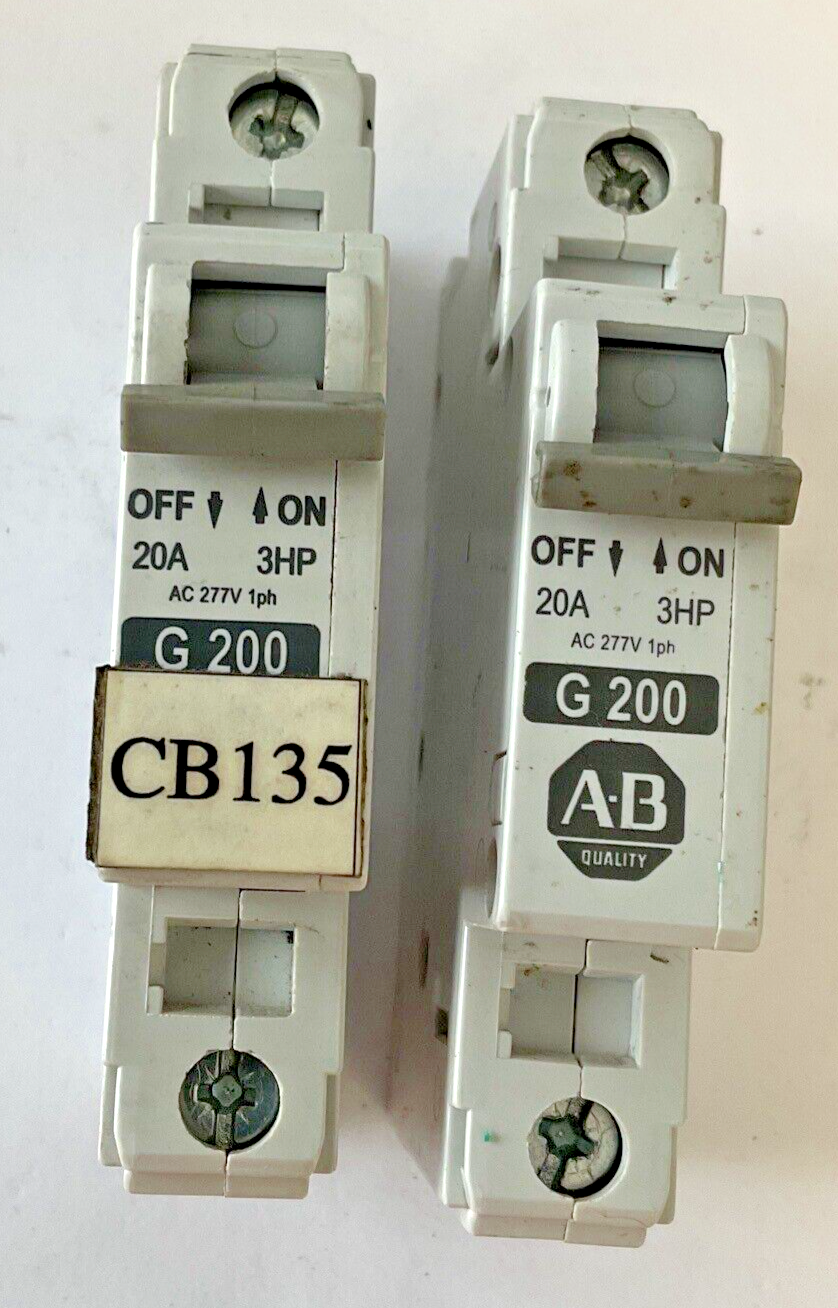 OFF ON
20A 3HP
AC 277V 1ph
G 200
CB135
OFF ON
20A 3HP
AC 277V 1ph
G 200
A·B
QUALITY